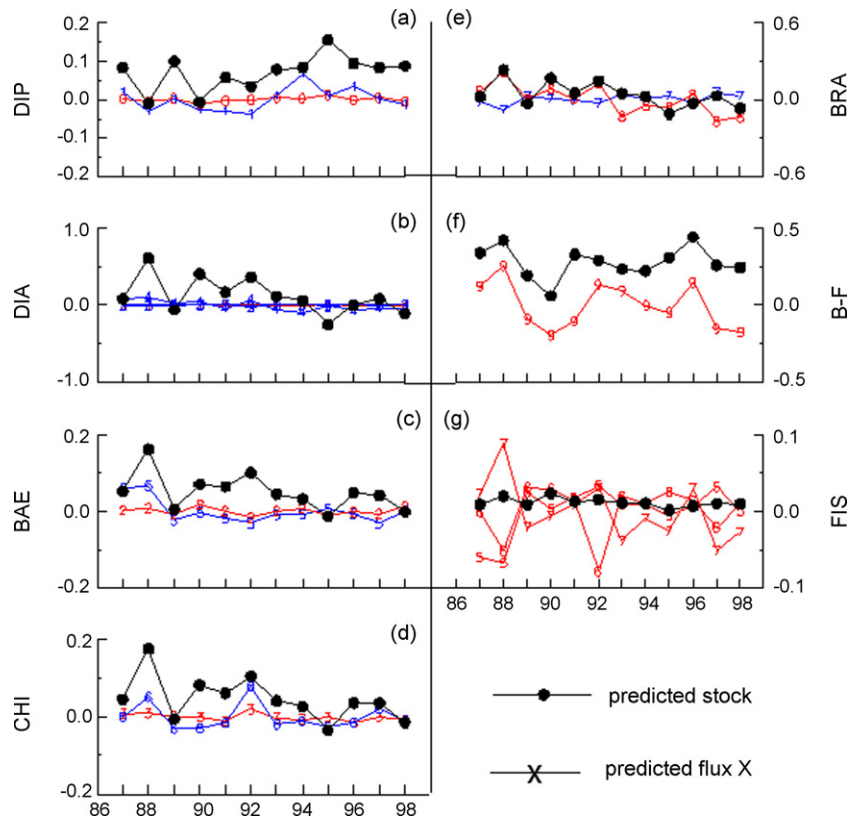 (a)
0.2
0.1
0.0
-0.1
-0.2
DIP
(b)
1.0
0.0
-1.0
DIA
(c)
0.2
0.0
-0.2
BAE
(d)
0.2
0.0
-0.2
CHI
86 88 90 92 94 96 98
(e)
0.6
0.0
-0.6
BRA
(f)
0.5
0.0
-0.5
B-F
(g)
0.1
0.0
-0.1
FIS
86 88 90 92 94 96 98
predicted stock
X predicted flux X